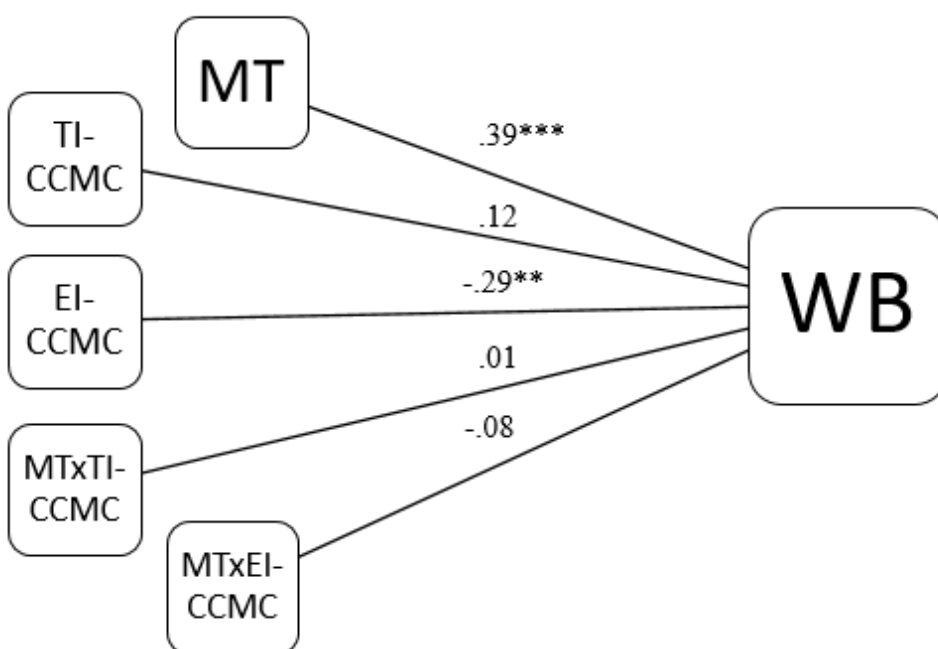 MT
.39***
TI-
CCMC
.12
EI-
CCMC
-.29**
WB
.01
MTxTI-
CCMC
-.08
MTxEI-
CCMC